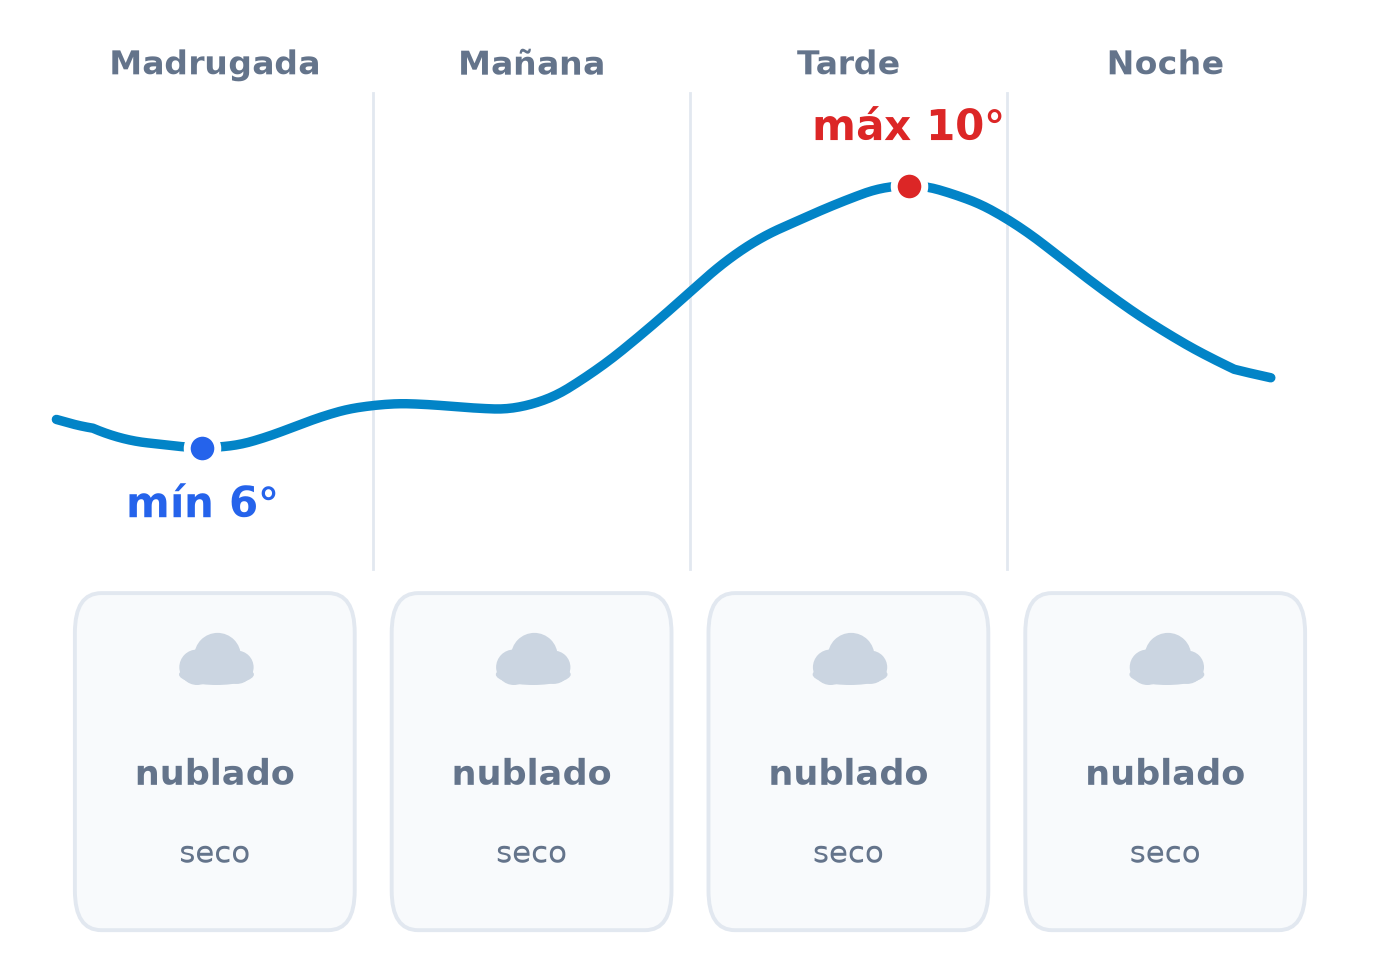 Madrugada
Mañana
Tarde
Noche
máx 10°
mín 6°
nublado
seco
nublado
seco
nublado
seco
nublado
seco